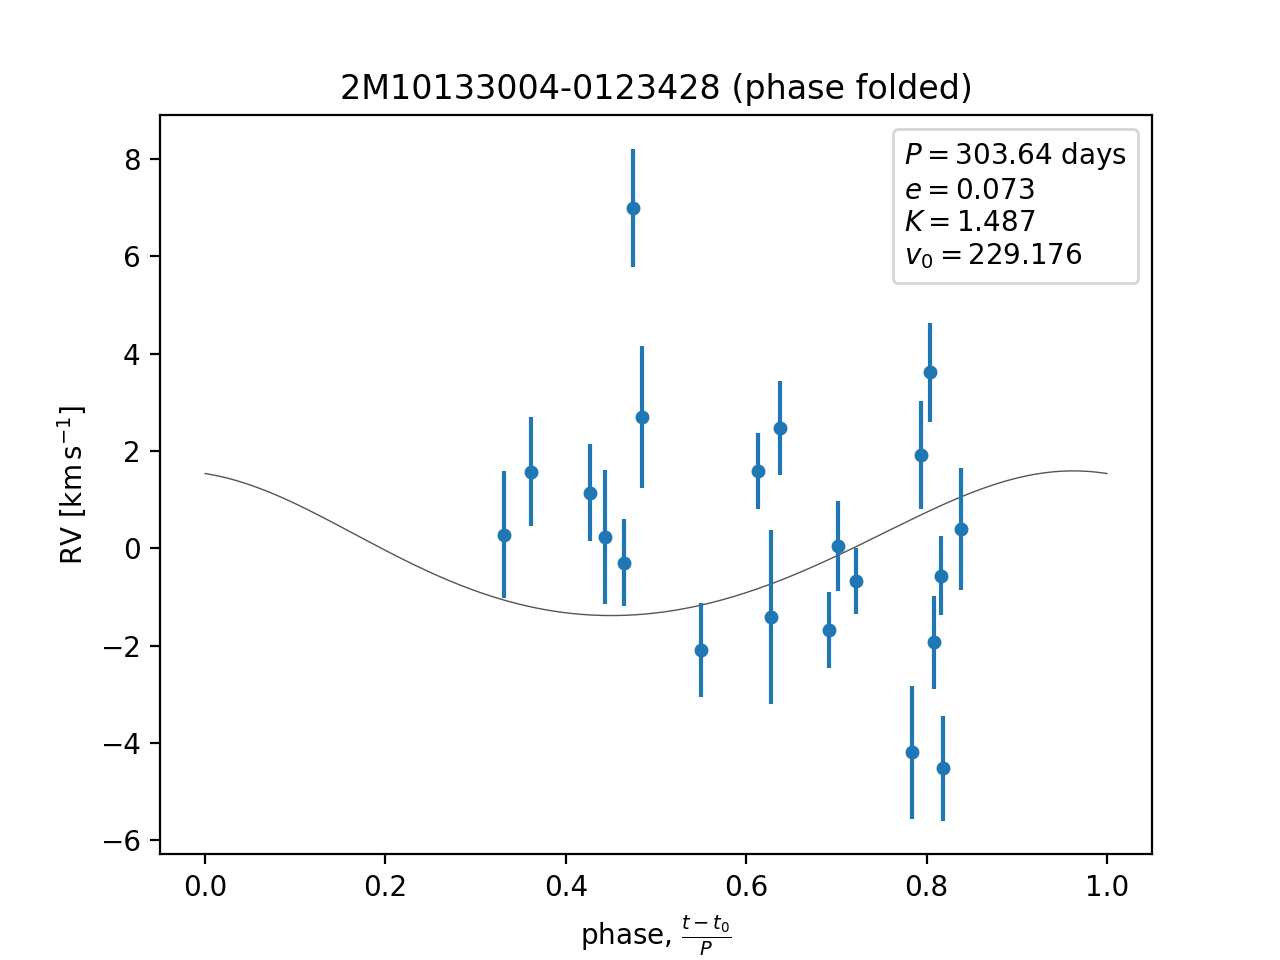 2M10133004-0123428 (phase folded)
P = 303.64 days
e = 0.073
K = 1.487
v₀ = 229.176
8
6
4
2
0
−2
−4
−6
RV [km s⁻¹]
0.0 0.2 0.4 0.6 0.8 1.0
phase, (t − t₀)/P